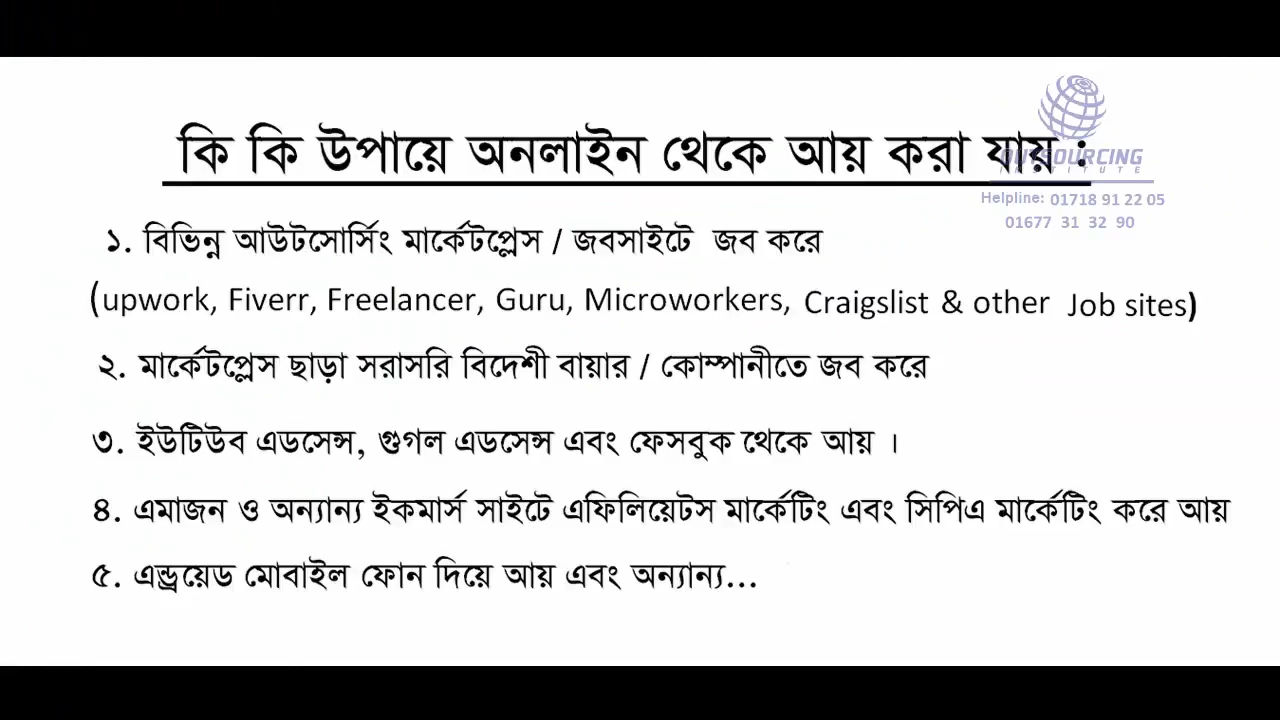 কি কি উপায়ে অনলাইন থেকে আয় করা যায় :
OUTSOURCING
INSTITUTE
Helpline: 01718 91 22 05
01677 31 32 90
১. বিভিন্ন আউটসোর্সিং মার্কেটপ্লেস / জবসাইটে জব করে
(upwork, Fiverr, Freelancer, Guru, Microworkers, Craigslist & other Job sites)
২. মার্কেটপ্লেস ছাড়া সরাসরি বিদেশী বায়ার / কোম্পানীতে জব করে
৩. ইউটিউব এডসেন্স, গুগল এডসেন্স এবং ফেসবুক থেকে আয় ।
৪. এমাজন ও অন্যান্য ইকমার্স সাইটে এফিলিয়েটস মার্কেটিং এবং সিপিএ মার্কেটিং করে আয়
৫. এন্ড্রয়েড মোবাইল ফোন দিয়ে আয় এবং অন্যান্য...